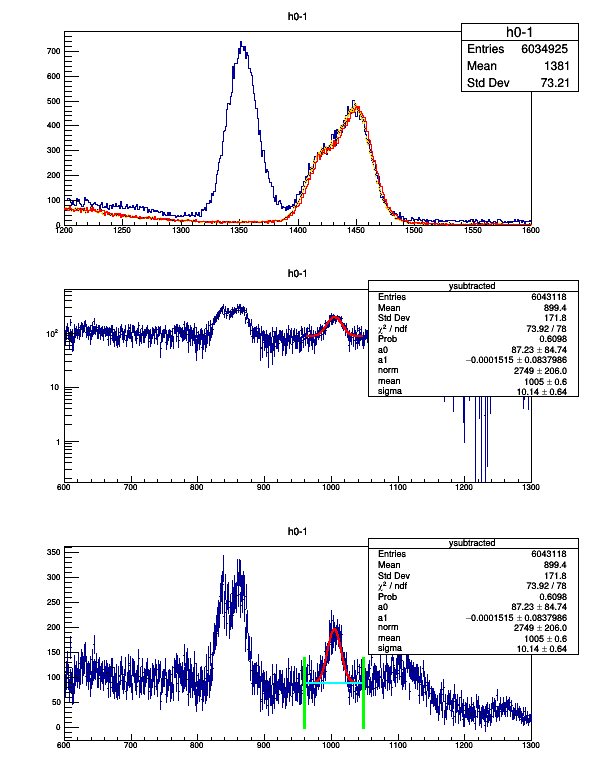 h0-1
h0-1
Entries 6034925
Mean 1381
Std Dev 73.21
700
600
500
400
300
200
100
0
1200 1250 1300 1350 1400 1450 1500 1550 1600
h0-1
ysubtracted
Entries 6043118
Mean 899.4
Std Dev 171.8
χ² / ndf 73.92 / 78
Prob 0.6098
a0 87.23 ± 84.74
a1 −0.0001515 ± 0.0837986
norm 2749 ± 206.0
mean 1005 ± 0.6
sigma 10.14 ± 0.64
10²
10
1
600 700 800 900 1000 1100 1200 1300
h0-1
ysubtracted
Entries 6043118
Mean 899.4
Std Dev 171.8
χ² / ndf 73.92 / 78
Prob 0.6098
a0 87.23 ± 84.74
a1 −0.0001515 ± 0.0837986
norm 2749 ± 206.0
mean 1005 ± 0.6
sigma 10.14 ± 0.64
350
300
250
200
150
100
50
0
600 700 800 900 1000 1100 1200 1300